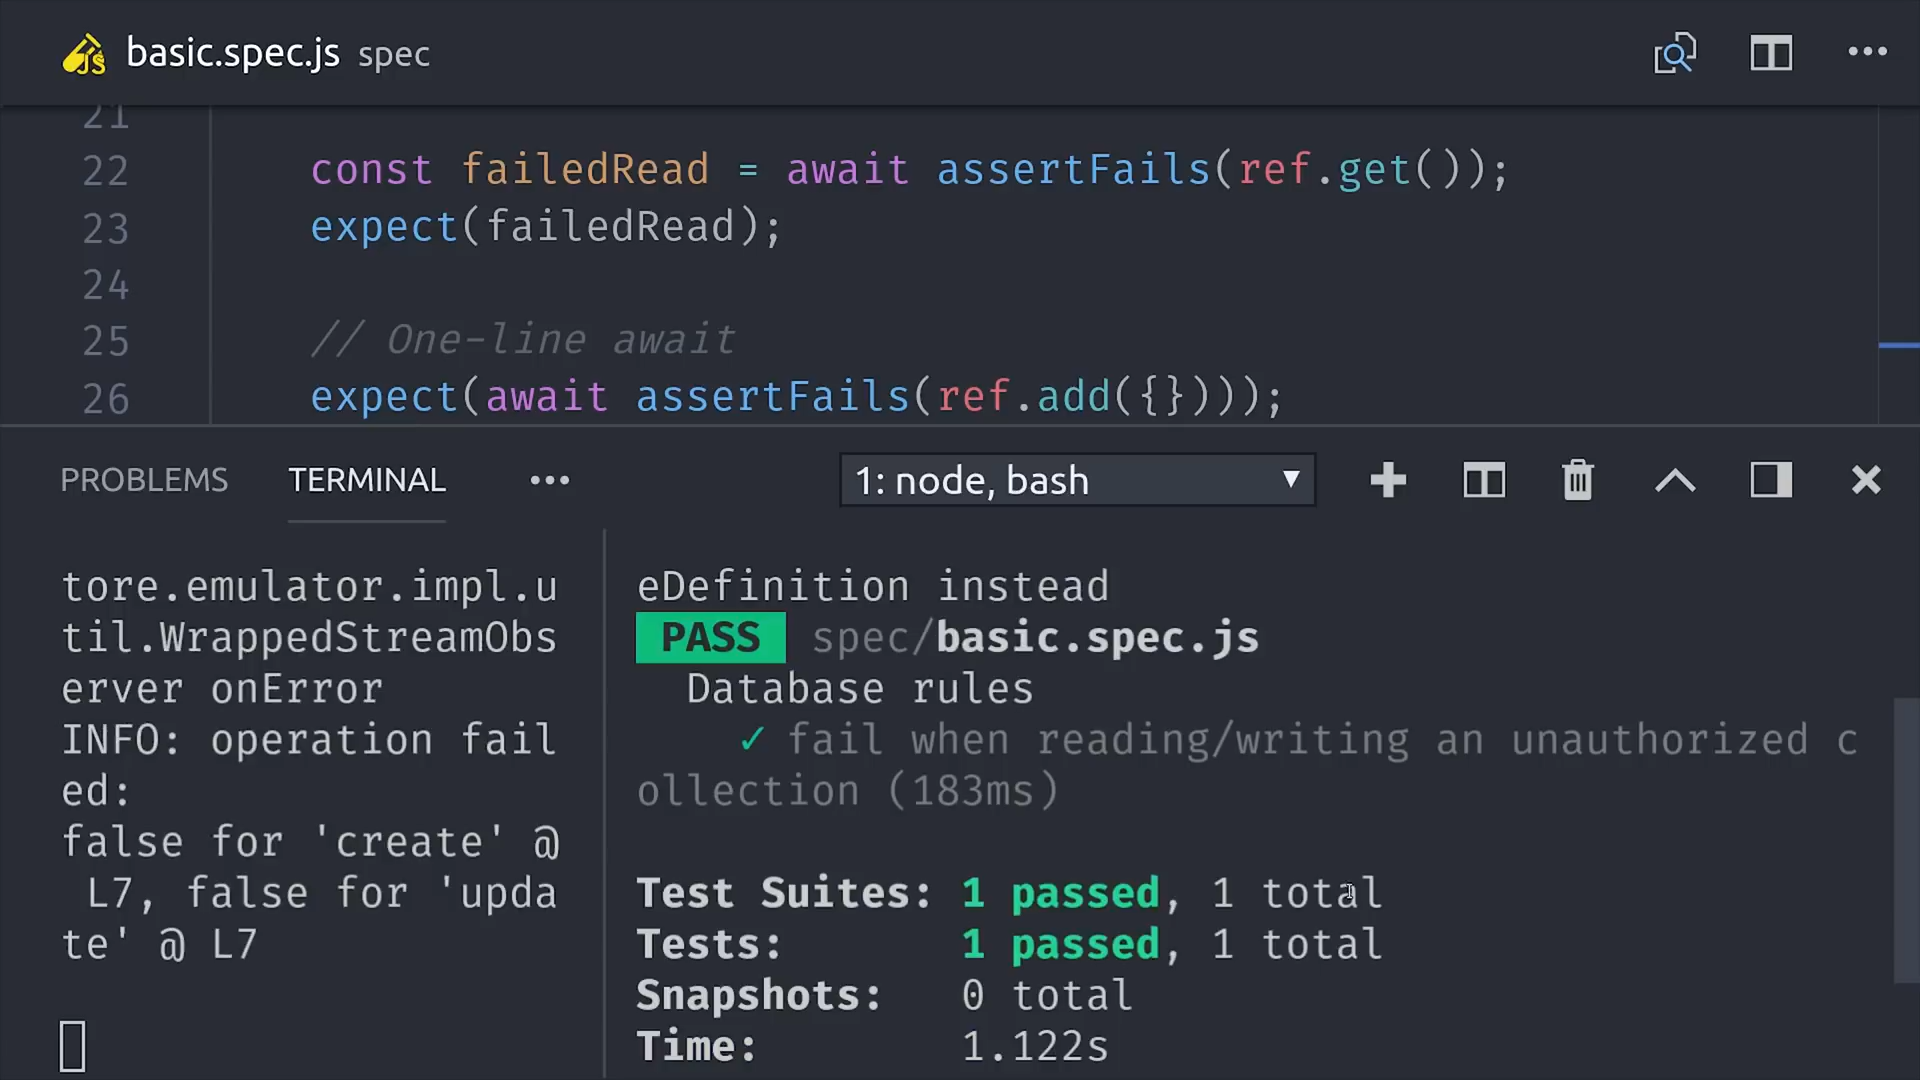 basic.spec.js spec
21
22 const failedRead = await assertFails(ref.get());
23 expect(failedRead);
24
25 // One-line await
26 expect(await assertFails(ref.add({})));
PROBLEMS TERMINAL ••• 1: node, bash
tore.emulator.impl.u
til.WrappedStreamObs
erver onError
INFO: operation fail
ed:
false for 'create' @
L7, false for 'upda
te' @ L7
eDefinition instead
PASS spec/basic.spec.js
Database rules
✓ fail when reading/writing an unauthorized c
ollection (183ms)
Test Suites: 1 passed, 1 total
Tests: 1 passed, 1 total
Snapshots: 0 total
Time: 1.122s